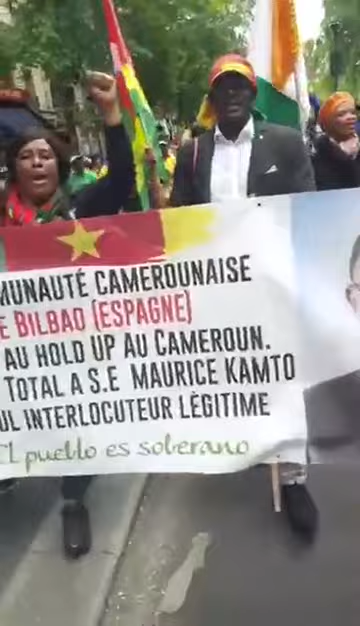 MUNAUTÉ CAMEROUNAISE
E BILBAO (ESPAGNE)
AU HOLD UP AU CAMEROUN.
TOTAL A S.E MAURICE KAMTO
UL INTERLOCUTEUR LÉGITIME
El pueblo es soberano